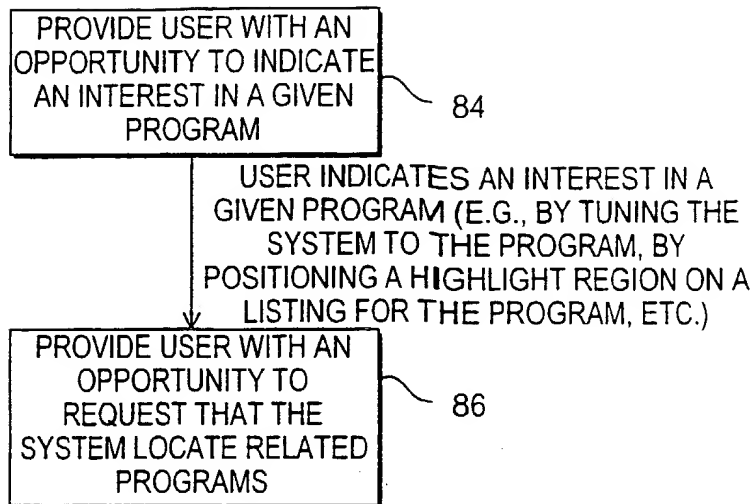 PROVIDE USER WITH AN
OPPORTUNITY TO INDICATE
AN INTEREST IN A GIVEN
PROGRAM
84
USER INDICATES AN INTEREST IN A
GIVEN PROGRAM (E.G., BY TUNING THE
SYSTEM TO THE PROGRAM, BY
POSITIONING A HIGHLIGHT REGION ON A
LISTING FOR THE PROGRAM, ETC.)
PROVIDE USER WITH AN
OPPORTUNITY TO
REQUEST THAT THE
SYSTEM LOCATE RELATED
PROGRAMS
86